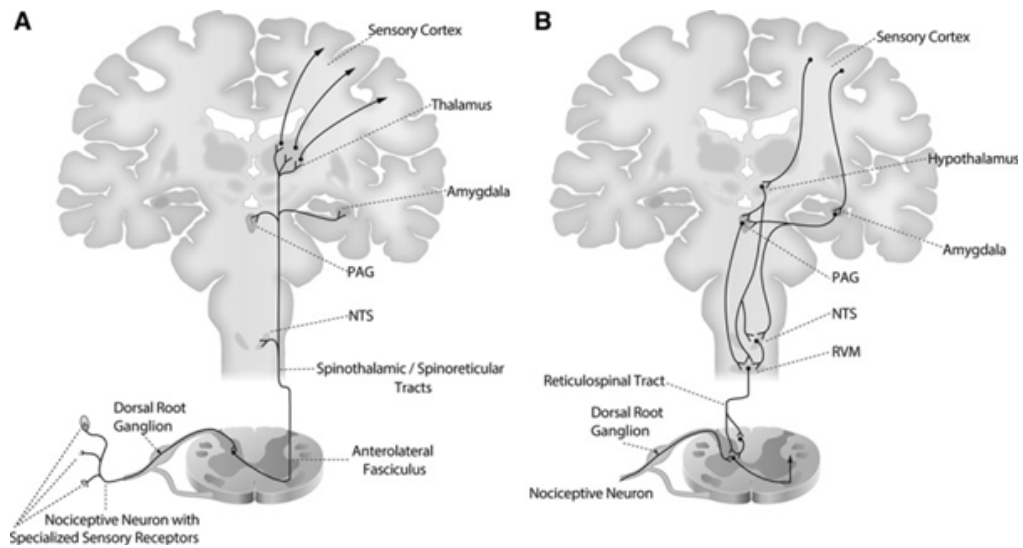 A
Sensory Cortex
Thalamus
Amygdala
PAG
NTS
Spinothalamic / Spinoreticular
Tracts
Dorsal Root
Ganglion
Anterolateral
Fasciculus
Nociceptive Neuron with
Specialized Sensory Receptors
B
Sensory Cortex
Hypothalamus
Amygdala
PAG
NTS
RVM
Reticulospinal Tract
Dorsal Root
Ganglion
Nociceptive Neuron